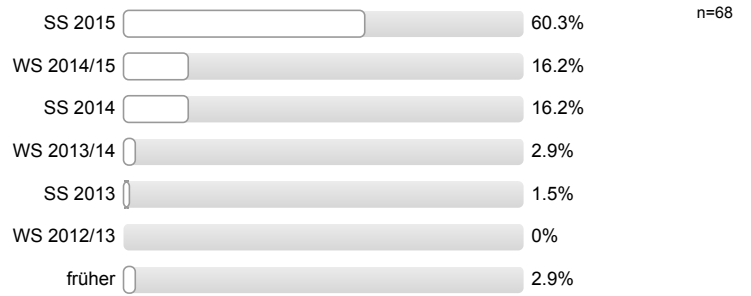 SS 2015 60.3% n=68
WS 2014/15 16.2%
SS 2014 16.2%
WS 2013/14 2.9%
SS 2013 1.5%
WS 2012/13 0%
früher 2.9%